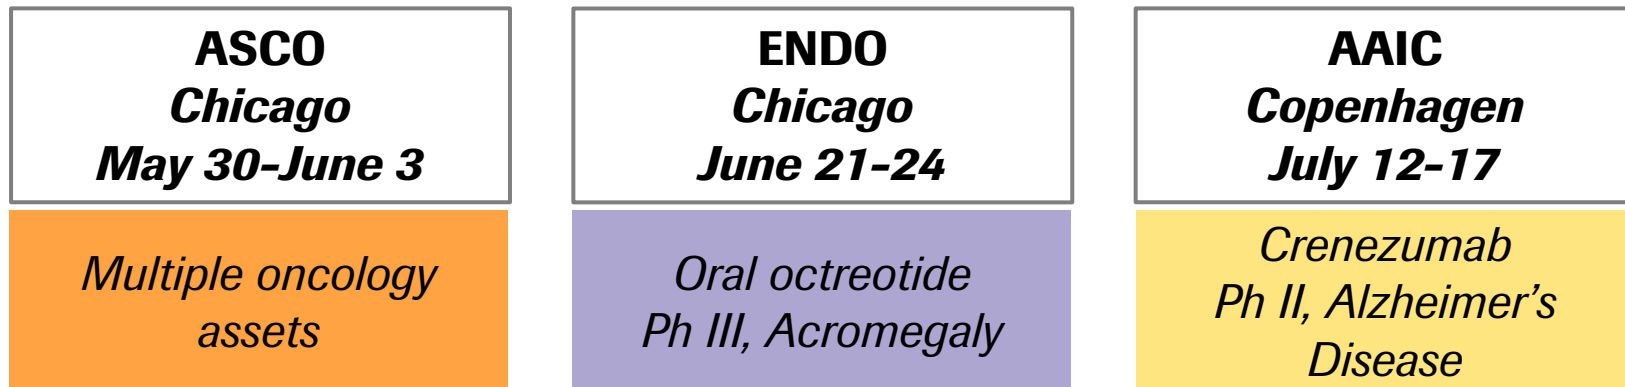 ASCO
Chicago
May 30-June 3
Multiple oncology
assets
ENDO
Chicago
June 21-24
Oral octreotide
Ph III, Acromegaly
AAIC
Copenhagen
July 12-17
Crenezumab
Ph II, Alzheimer’s
Disease